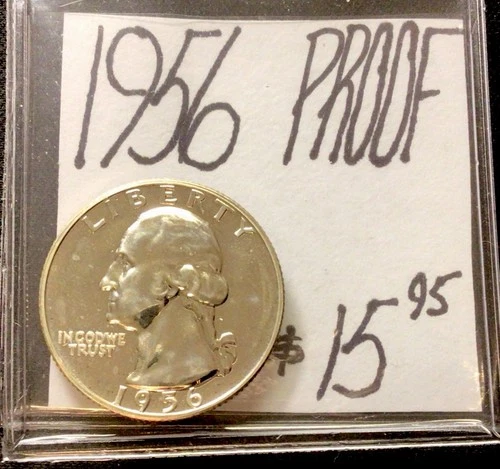 1956 PROOF
LIBERTY
IN GOD WE
TRUST
1956
$15 95